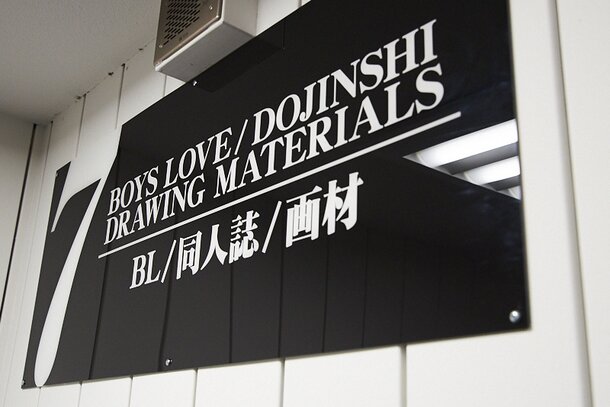 7
BOYS LOVE/DOJINSHI
DRAWING MATERIALS
BL/同人誌/画材